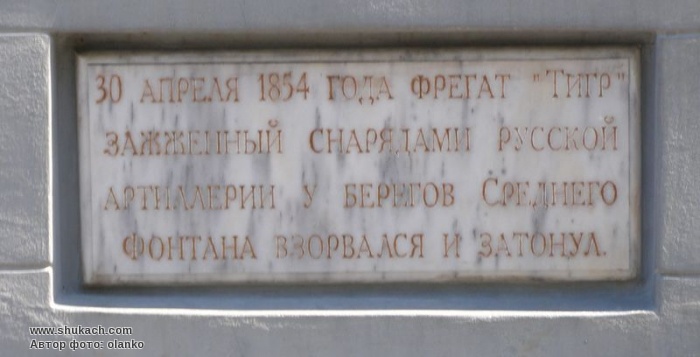 30 АПРЕЛЯ 1854 ГОДА ФРЕГАТ "ТИГР"
ЗАЖЖЕННЫЙ СНАРЯДАМИ РУССКОЙ
АРТИЛЛЕРИИ У БЕРЕГОВ СРЕДНЕГО
ФОНТАНА ВЗОРВАЛСЯ И ЗАТОНУЛ.
www.shukach.com
Автор фото: olanko